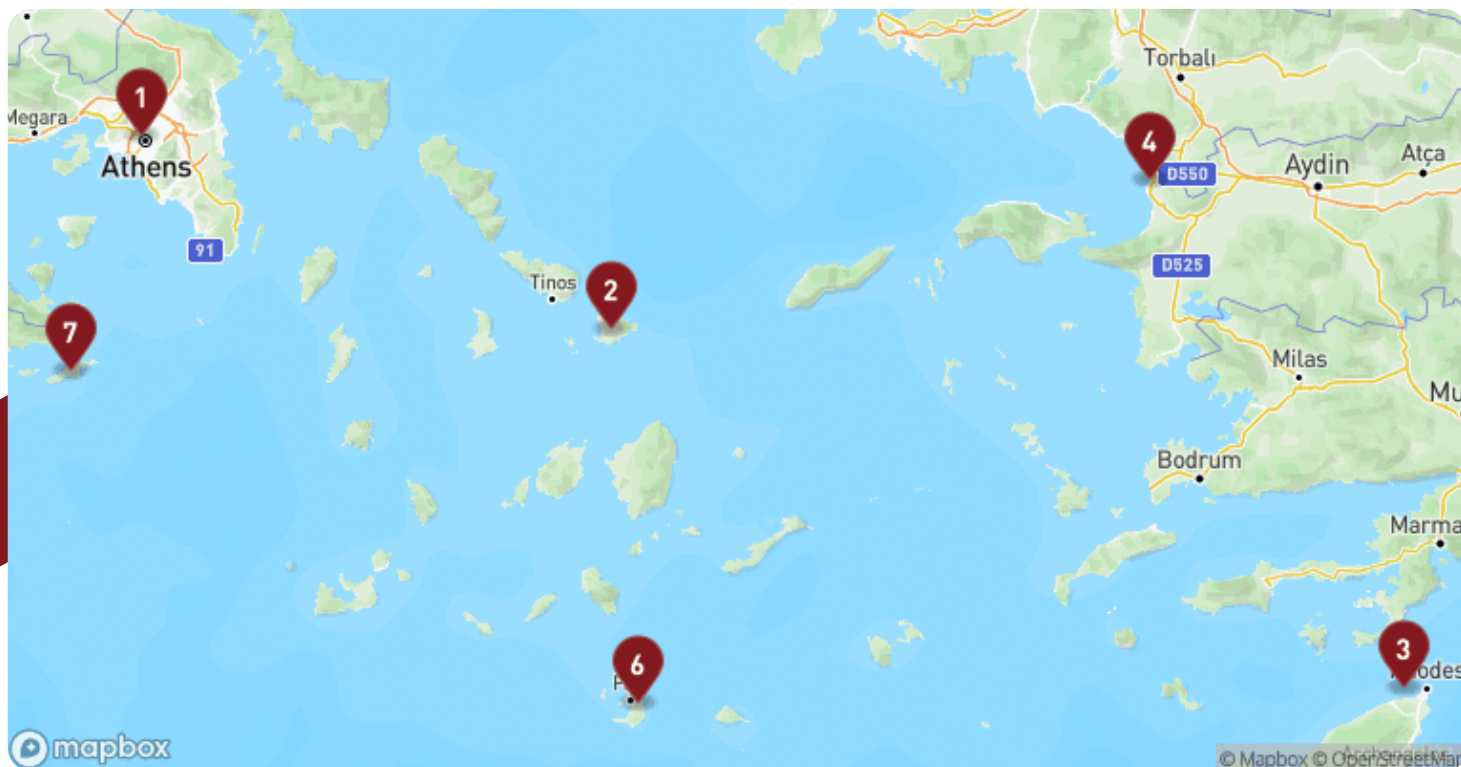 Torbalı
1
Megara
Athens
4
D550
Aydin
Atça
91
D525
Tinos
2
7
Milas
Bodrum
6
3
mapbox
© Mapbox © OpenStreetMap